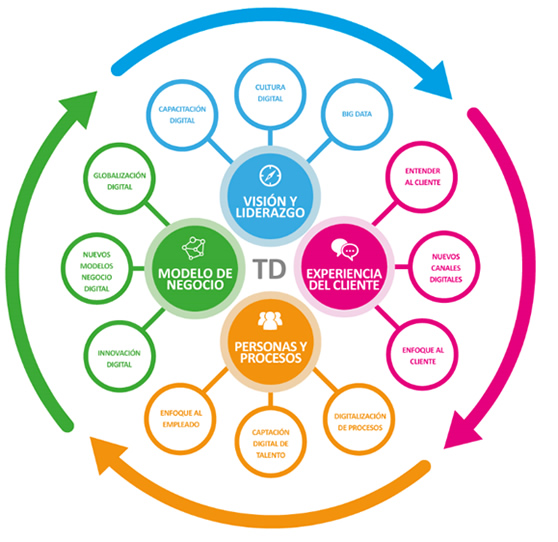 CULTURA
DIGITAL
CAPACITACIÓN
DIGITAL
BIG DATA
VISIÓN Y
LIDERAZGO
GLOBALIZACIÓN
DIGITAL
ENTENDER
AL CLIENTE
NUEVOS
MODELOS
NEGOCIO
DIGITAL
MODELO DE
NEGOCIO
TD
EXPERIENCIA
DEL CLIENTE
NUEVOS
CANALES
DIGITALES
INNOVACIÓN
DIGITAL
PERSONAS Y
PROCESOS
ENFOQUE AL
CLIENTE
ENFOQUE AL
EMPLEADO
CAPTACIÓN
DIGITAL DE
TALENTO
DIGITALIZACIÓN
DE PROCESOS